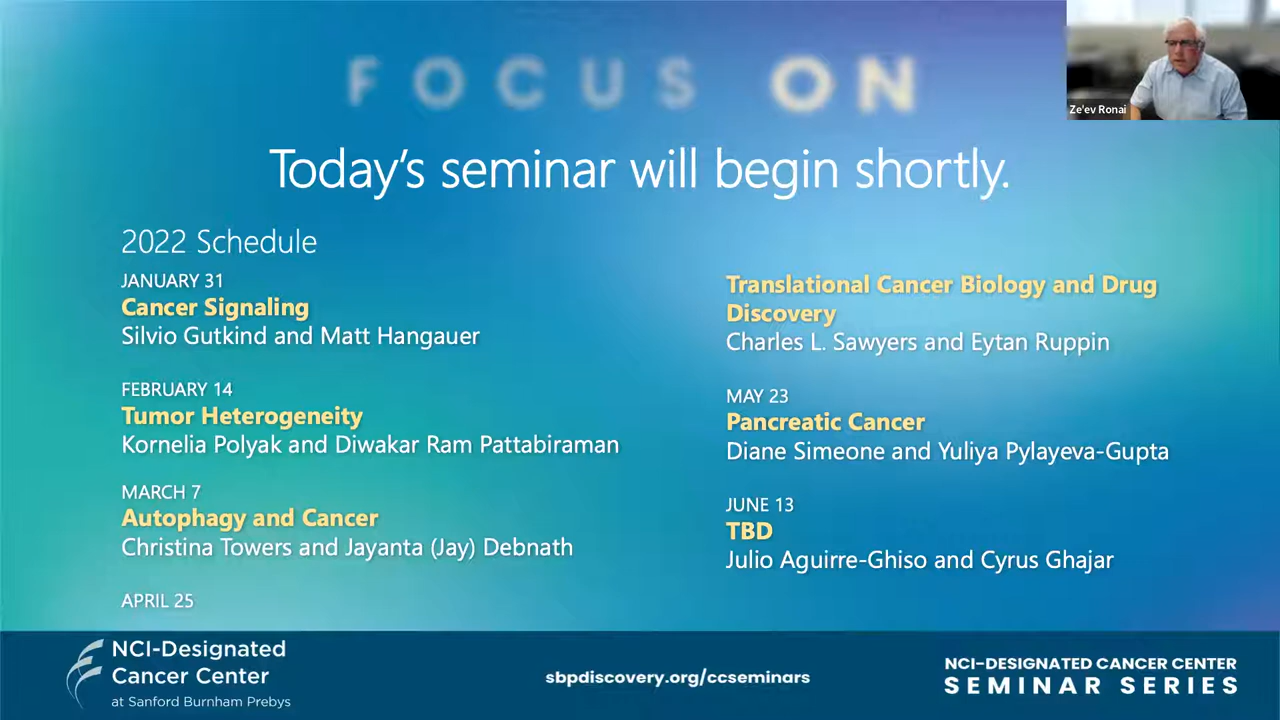 FOCUS ON
Today's seminar will begin shortly.
2022 Schedule
JANUARY 31
Cancer Signaling
Silvio Gutkind and Matt Hangauer
FEBRUARY 14
Tumor Heterogeneity
Kornelia Polyak and Diwakar Ram Pattabiraman
MARCH 7
Autophagy and Cancer
Christina Towers and Jayanta (Jay) Debnath
APRIL 25
Translational Cancer Biology and Drug
Discovery
Charles L. Sawyers and Eytan Ruppin
MAY 23
Pancreatic Cancer
Diane Simeone and Yuliya Pylayeva-Gupta
JUNE 13
TBD
Julio Aguirre-Ghiso and Cyrus Ghajar
Ze'ev Ronai
NCI-Designated
Cancer Center
at Sanford Burnham Prebys
sbpdiscovery.org/ccseminars
NCI-DESIGNATED CANCER CENTER
SEMINAR SERIES